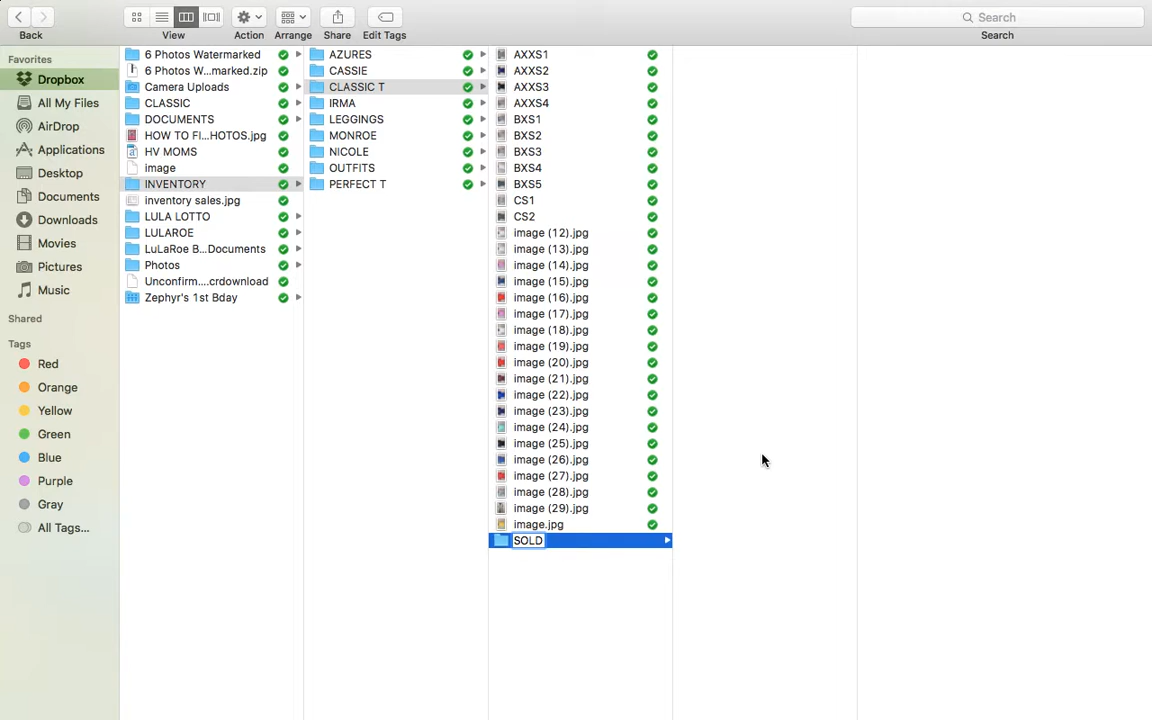 Search
Back
View
Action
Arrange
Share
Edit Tags
Search
Favorites
Dropbox
All My Files
AirDrop
Applications
Desktop
Documents
Downloads
Movies
Pictures
Music
Shared
Tags
Red
Orange
Yellow
Green
Blue
Purple
Gray
All Tags...
6 Photos Watermarked
6 Photos W...marked.zip
Camera Uploads
CLASSIC
DOCUMENTS
HOW TO FI...HOTOS.jpg
HV MOMS
image
INVENTORY
inventory sales.jpg
LULA LOTTO
LULAROE
LuLaRoe B...Documents
Photos
Unconfirm....crdownload
Zephyr's 1st Bday
AZURES
CASSIE
CLASSIC T
IRMA
LEGGINGS
MONROE
NICOLE
OUTFITS
PERFECT T
AXXS1
AXXS2
AXXS3
AXXS4
BXS1
BXS2
BXS3
BXS4
BXS5
CS1
CS2
image (12).jpg
image (13).jpg
image (14).jpg
image (15).jpg
image (16).jpg
image (17).jpg
image (18).jpg
image (19).jpg
image (20).jpg
image (21).jpg
image (22).jpg
image (23).jpg
image (24).jpg
image (25).jpg
image (26).jpg
image (27).jpg
image (28).jpg
image (29).jpg
image.jpg
SOLD